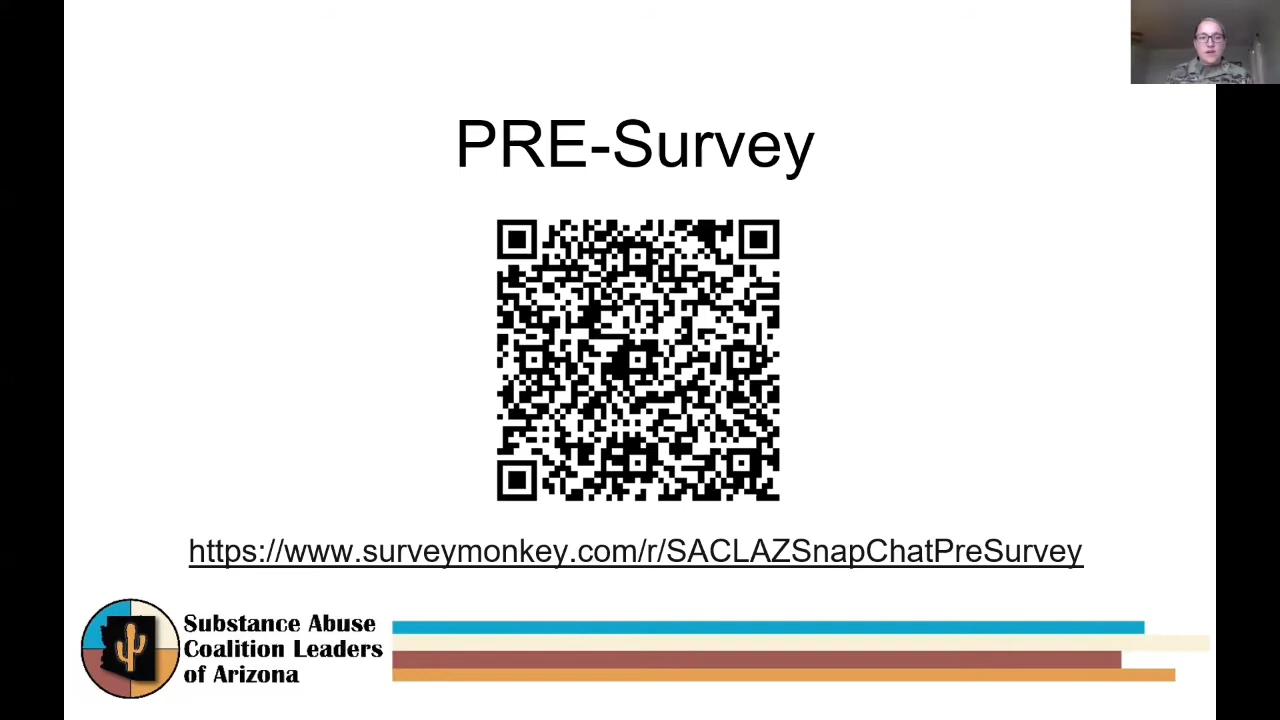 PRE-Survey
https://www.surveymonkey.com/r/SACLAZSnapChatPreSurvey
Substance Abuse
Coalition Leaders
of Arizona